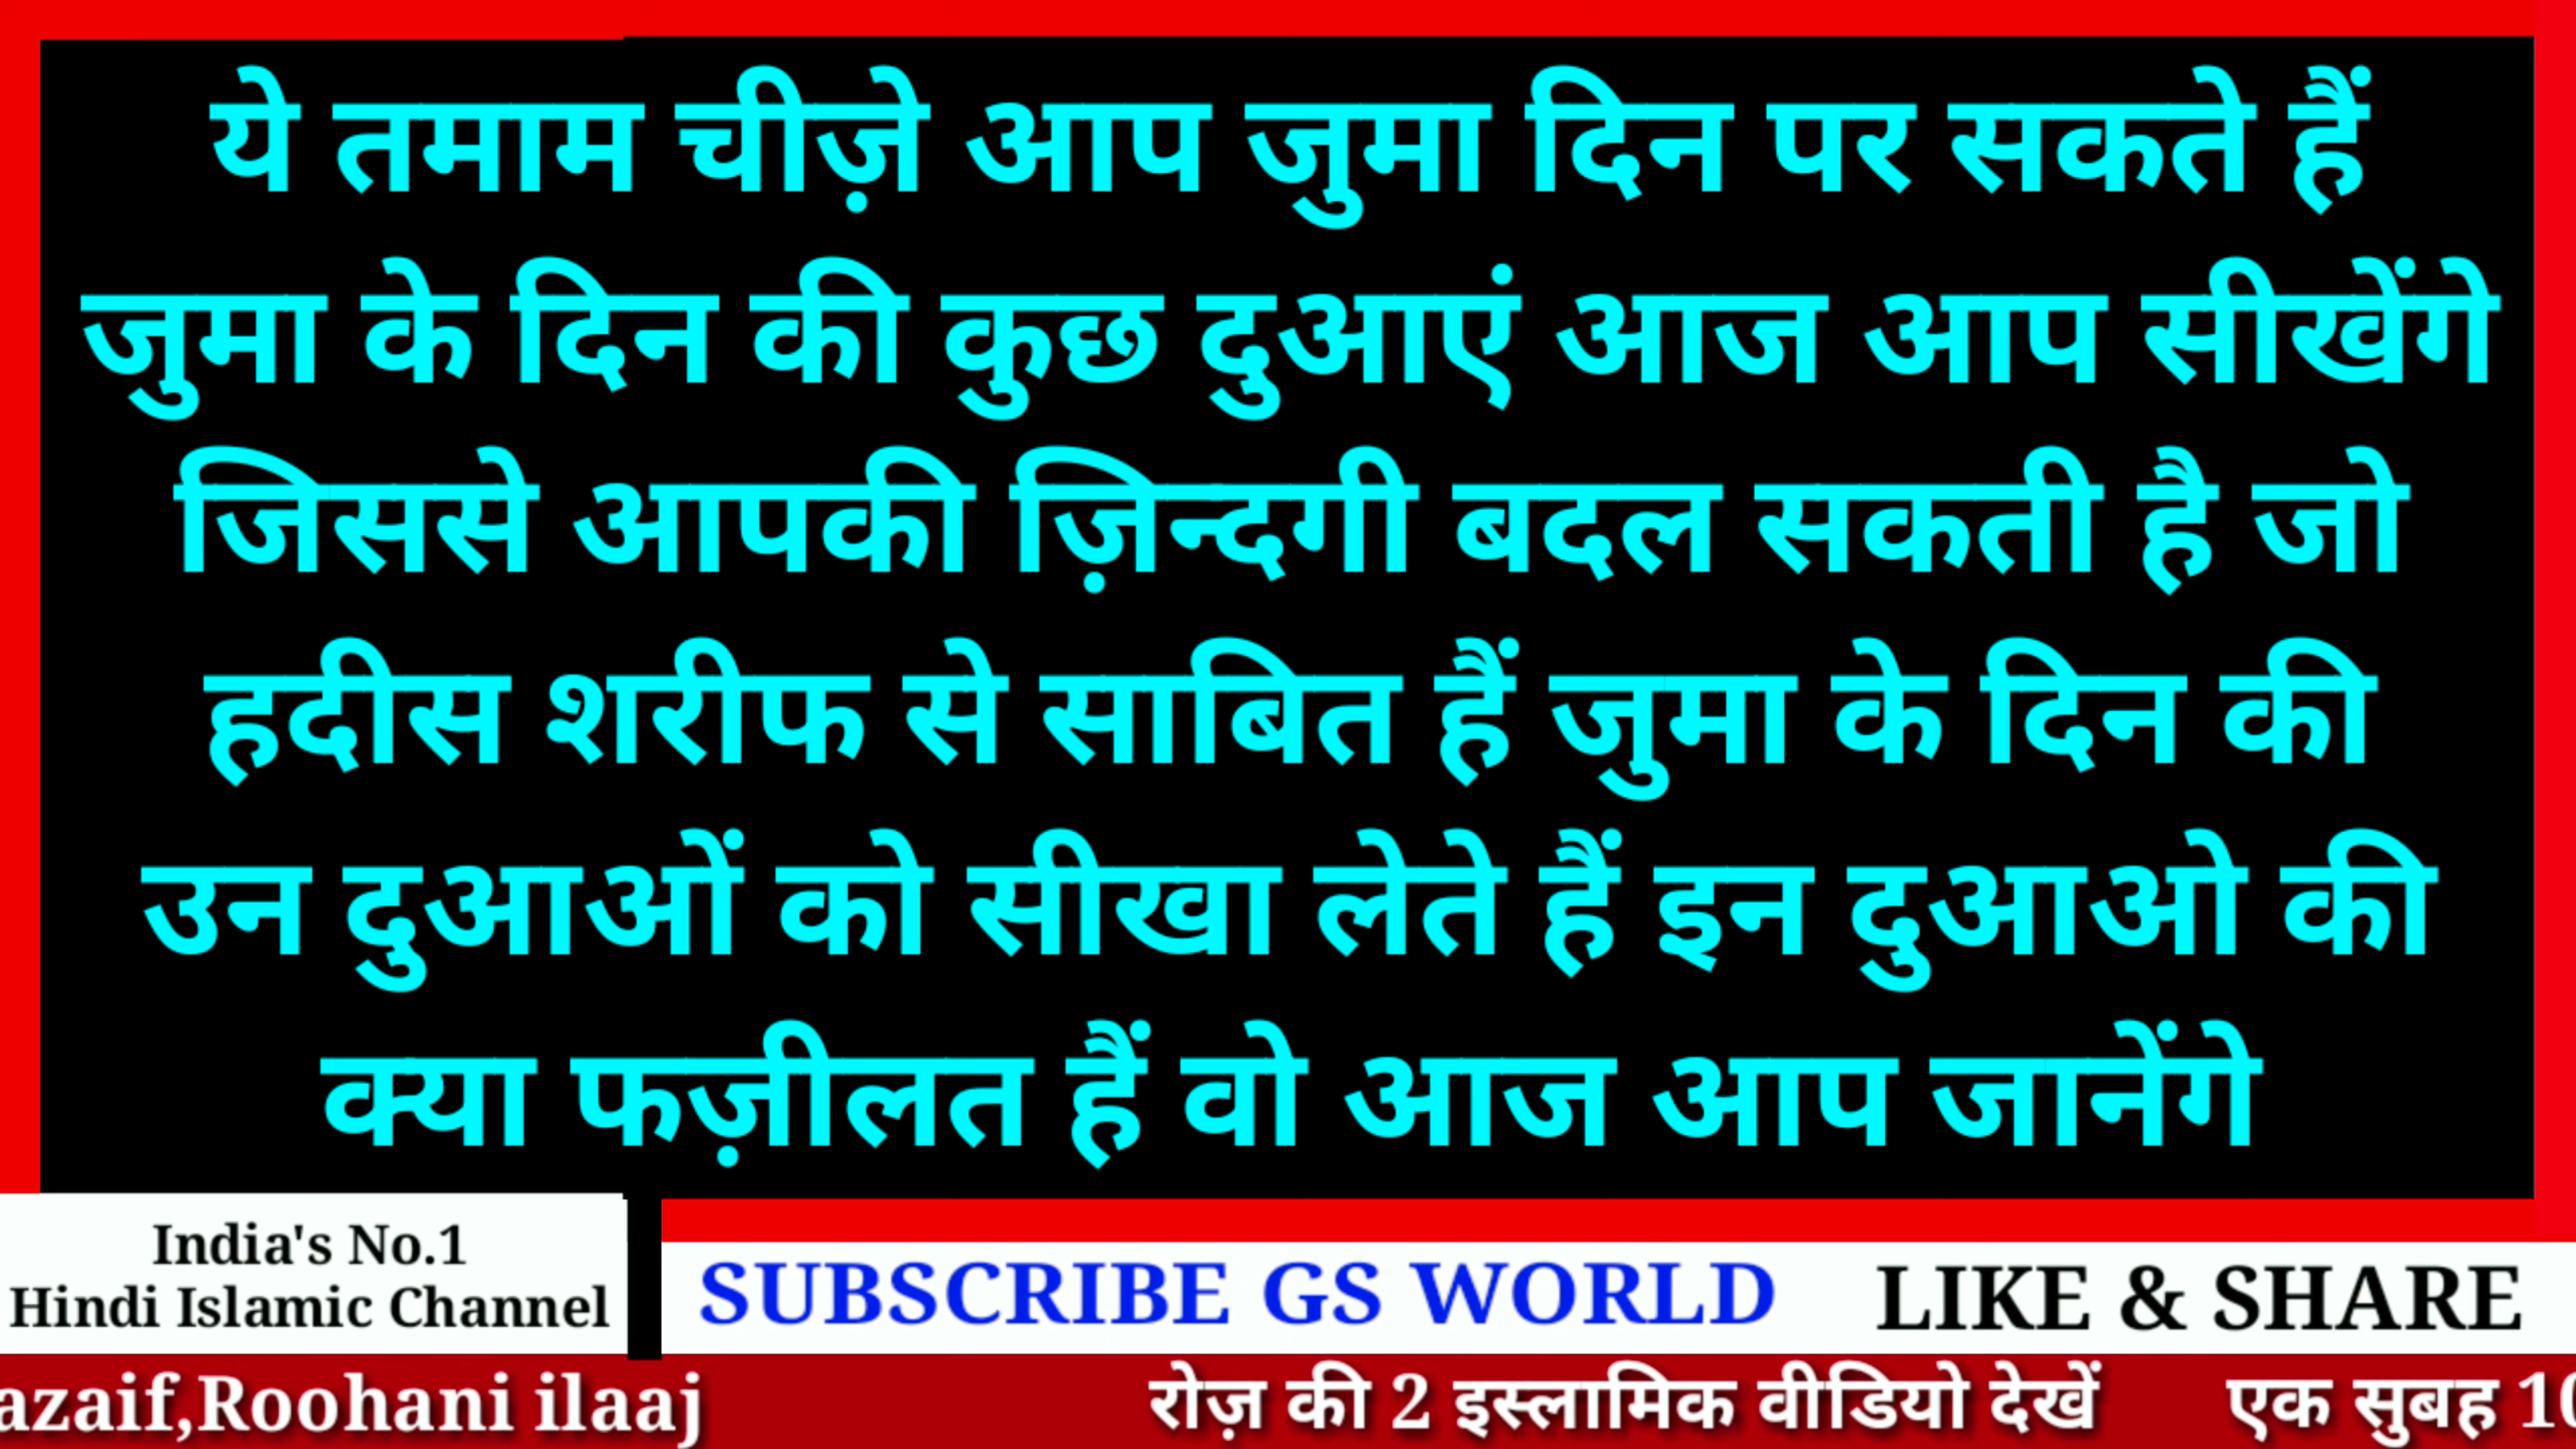 ये तमाम चीज़े आप जुमा दिन पर सकते हैं
जुमा के दिन की कुछ दुआएं आज आप सीखेंगे
जिससे आपकी ज़िन्दगी बदल सकती है जो
हदीस शरीफ से साबित हैं जुमा के दिन की
उन दुआओं को सीखा लेते हैं इन दुआओ की
क्या फज़ीलत हैं वो आज आप जानेंगे
India's No.1
Hindi Islamic Channel
SUBSCRIBE GS WORLD LIKE & SHARE
azaif,Roohani ilaaj रोज़ की 2 इस्लामिक वीडियो देखें एक सुबह 10